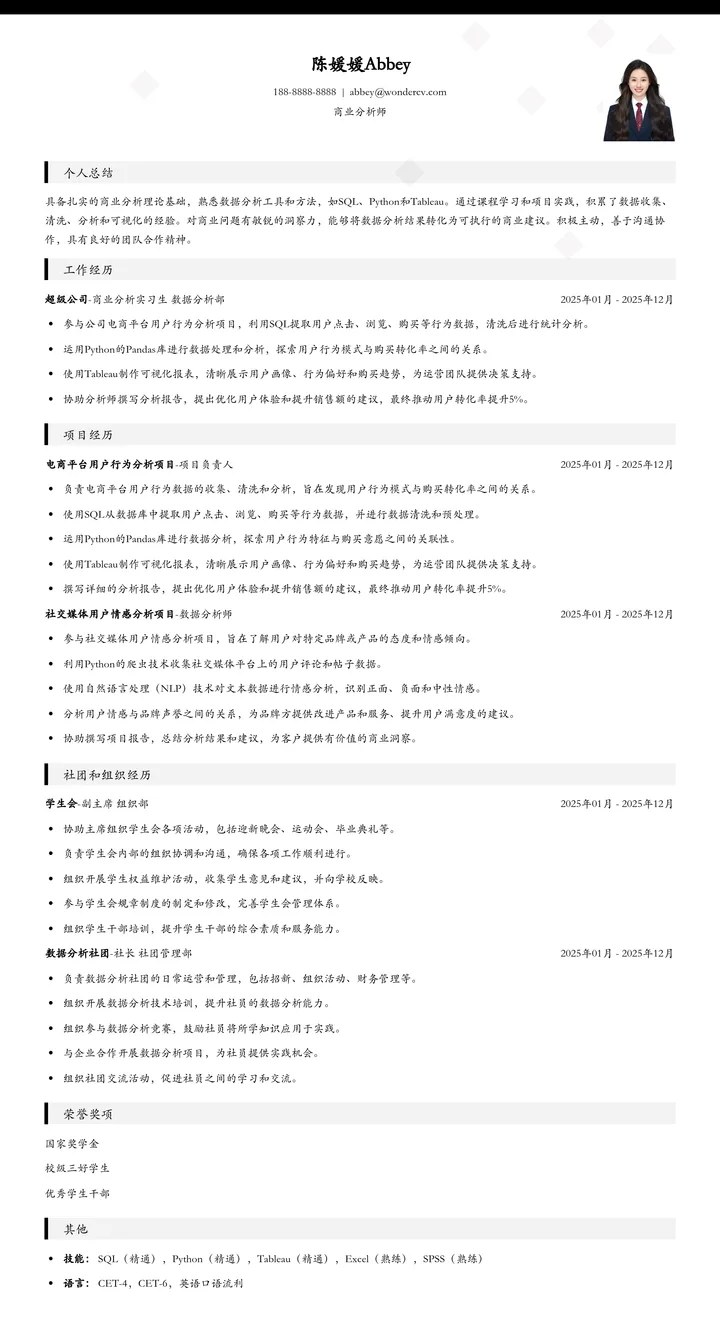 陈媛媛Abbey
188-8888-8888 | abbey@wondercv.com
商业分析师
个人总结
具备扎实的商业分析理论基础，熟悉数据分析工具和方法，如SQL、Python和Tableau。通过课程学习和项目实践，积累了数据收集、
清洗、分析和可视化的经验。对商业问题有敏锐的洞察力，能够将数据分析结果转化为可执行的商业建议。积极主动，善于沟通协
作，具有良好的团队合作精神。
工作经历
超级公司-商业分析实习生 数据分析部 2025年01月 - 2025年12月
• 参与公司电商平台用户行为分析项目，利用SQL提取用户点击、浏览、购买等行为数据，清洗后进行统计分析。
• 运用Python的Pandas库进行数据处理和分析，探索用户行为模式与购买转化率之间的关系。
• 使用Tableau制作可视化报表，清晰展示用户画像、行为偏好和购买趋势，为运营团队提供决策支持。
• 协助分析师撰写分析报告，提出优化用户体验和提升销售额的建议，最终推动用户转化率提升5%。
项目经历
电商平台用户行为分析项目-项目负责人 2025年01月 - 2025年12月
• 负责电商平台用户行为数据的收集、清洗和分析，旨在发现用户行为模式与购买转化率之间的关系。
• 使用SQL从数据库中提取用户点击、浏览、购买等行为数据，并进行数据清洗和预处理。
• 运用Python的Pandas库进行数据分析，探索用户行为特征与购买意愿之间的关联性。
• 使用Tableau制作可视化报表，清晰展示用户画像、行为偏好和购买趋势，为运营团队提供决策支持。
• 撰写详细的分析报告，提出优化用户体验和提升销售额的建议，最终推动用户转化率提升5%。
社交媒体用户情感分析项目-数据分析师 2025年01月 - 2025年12月
• 参与社交媒体用户情感分析项目，旨在了解用户对特定品牌或产品的态度和情感倾向。
• 利用Python的爬虫技术收集社交媒体平台上的用户评论和帖子数据。
• 使用自然语言处理（NLP）技术对文本数据进行情感分析，识别正面、负面和中性情感。
• 分析用户情感与品牌声誉之间的关系，为品牌方提供改进产品和服务、提升用户满意度的建议。
• 协助撰写项目报告，总结分析结果和建议，为客户提供有价值的商业洞察。
社团和组织经历
学生会-副主席 组织部 2025年01月 - 2025年12月
• 协助主席组织学生会各项活动，包括迎新晚会、运动会、毕业典礼等。
• 负责学生会内部的组织协调和沟通，确保各项工作顺利进行。
• 组织开展学生权益维护活动，收集学生意见和建议，并向学校反映。
• 参与学生会规章制度的制定和修改，完善学生会管理体系。
• 组织学生干部培训，提升学生干部的综合素质和服务能力。
数据分析社团-社长 社团管理部 2025年01月 - 2025年12月
• 负责数据分析社团的日常运营和管理，包括招新、组织活动、财务管理等。
• 组织开展数据分析技术培训，提升社员的数据分析能力。
• 组织参与数据分析竞赛，鼓励社员将所学知识应用于实践。
• 与企业合作开展数据分析项目，为社员提供实践机会。
• 组织社团交流活动，促进社员之间的学习和交流。
荣誉奖项
国家奖学金
校级三好学生
优秀学生干部
其他
• 技能： SQL（精通）, Python（精通）, Tableau（精通）, Excel（熟练）, SPSS（熟练）
• 语言： CET-4，CET-6，英语口语流利